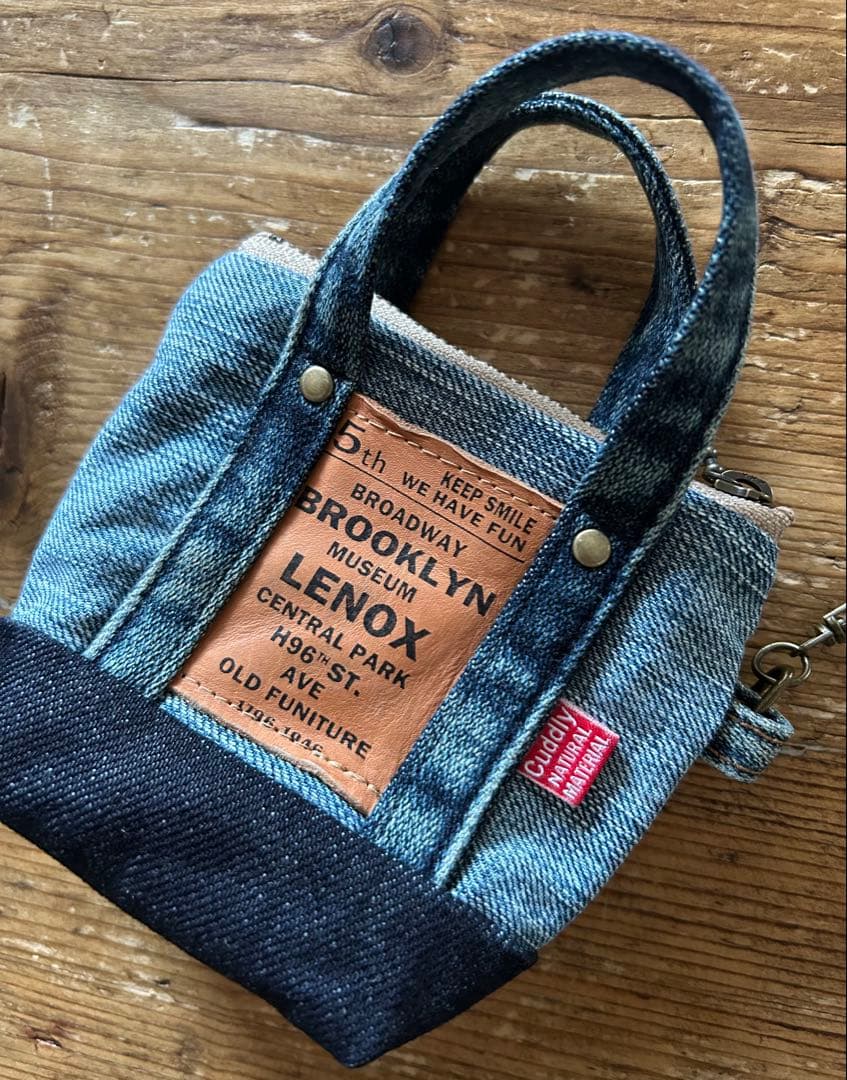 5th KEEP SMILE
WE HAVE FUN
BROADWAY
BROOKLYN
MUSEUM
LENOX
CENTRAL PARK
H96TH ST.
AVE
OLD FUNITURE
Cuddly
NATURAL
MATERIAL